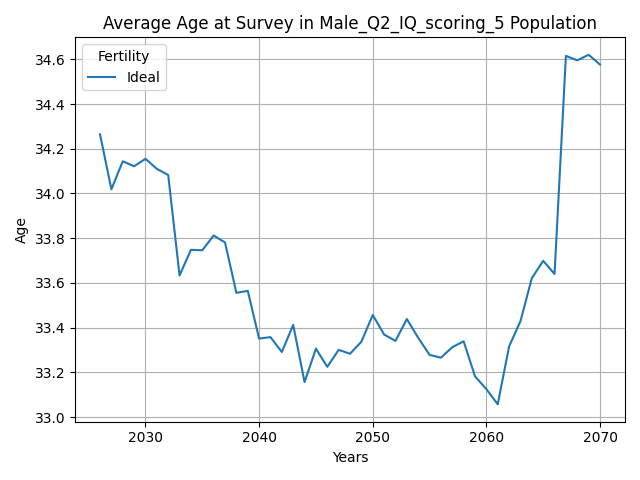 Average Age at Survey in Male_Q2_IQ_scoring_5 Population
Fertility
Ideal
34.6
34.4
34.2
34.0
33.8
33.6
33.4
33.2
33.0
Age
2030 2040 2050 2060 2070
Years